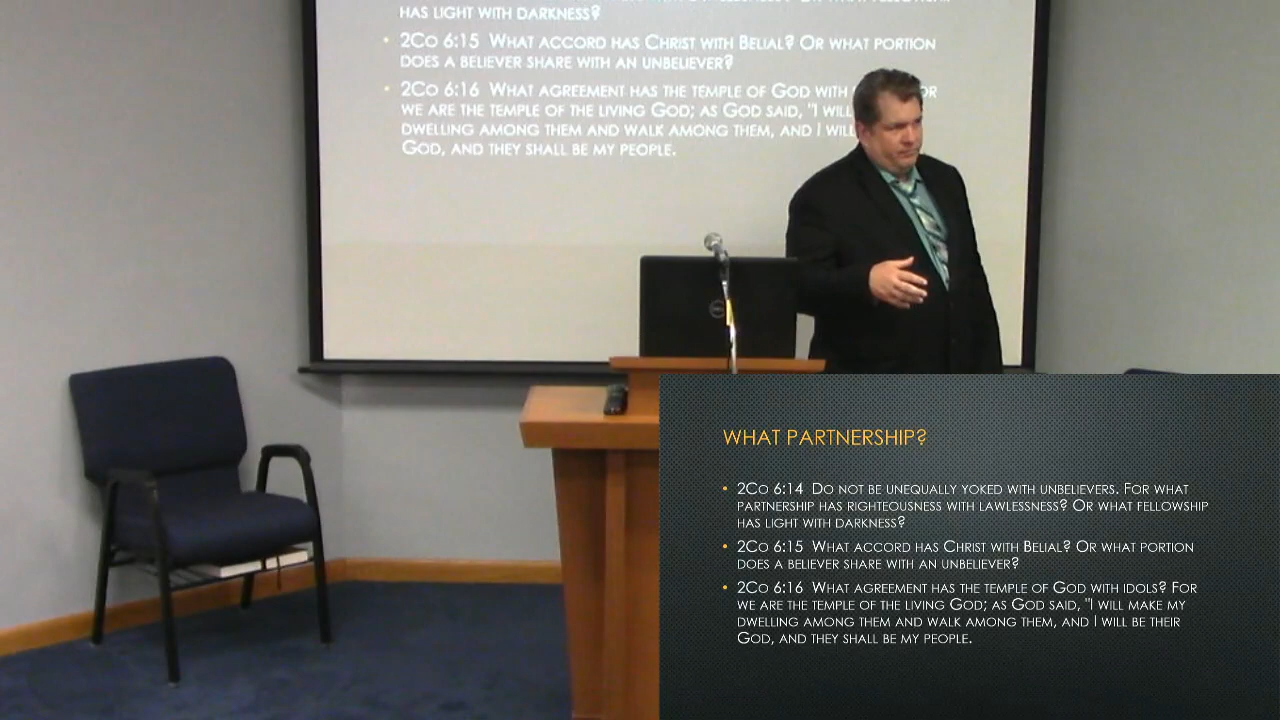 HAS LIGHT WITH DARKNESS?
• 2CO 6:15 WHAT ACCORD HAS CHRIST WITH BELIAL? OR WHAT PORTION
DOES A BELIEVER SHARE WITH AN UNBELIEVER?
• 2CO 6:16 WHAT AGREEMENT HAS THE TEMPLE OF GOD WITH
WE ARE THE TEMPLE OF THE LIVING GOD; AS GOD SAID, "I WILL
DWELLING AMONG THEM AND WALK AMONG THEM, AND I WILL
GOD, AND THEY SHALL BE MY PEOPLE.
DELL
WHAT PARTNERSHIP?
• 2CO 6:14 DO NOT BE UNEQUALLY YOKED WITH UNBELIEVERS. FOR WHAT
PARTNERSHIP HAS RIGHTEOUSNESS WITH LAWLESSNESS? OR WHAT FELLOWSHIP
HAS LIGHT WITH DARKNESS?
• 2CO 6:15 WHAT ACCORD HAS CHRIST WITH BELIAL? OR WHAT PORTION
DOES A BELIEVER SHARE WITH AN UNBELIEVER?
• 2CO 6:16 WHAT AGREEMENT HAS THE TEMPLE OF GOD WITH IDOLS? FOR
WE ARE THE TEMPLE OF THE LIVING GOD; AS GOD SAID, "I WILL MAKE MY
DWELLING AMONG THEM AND WALK AMONG THEM, AND I WILL BE THEIR
GOD, AND THEY SHALL BE MY PEOPLE.